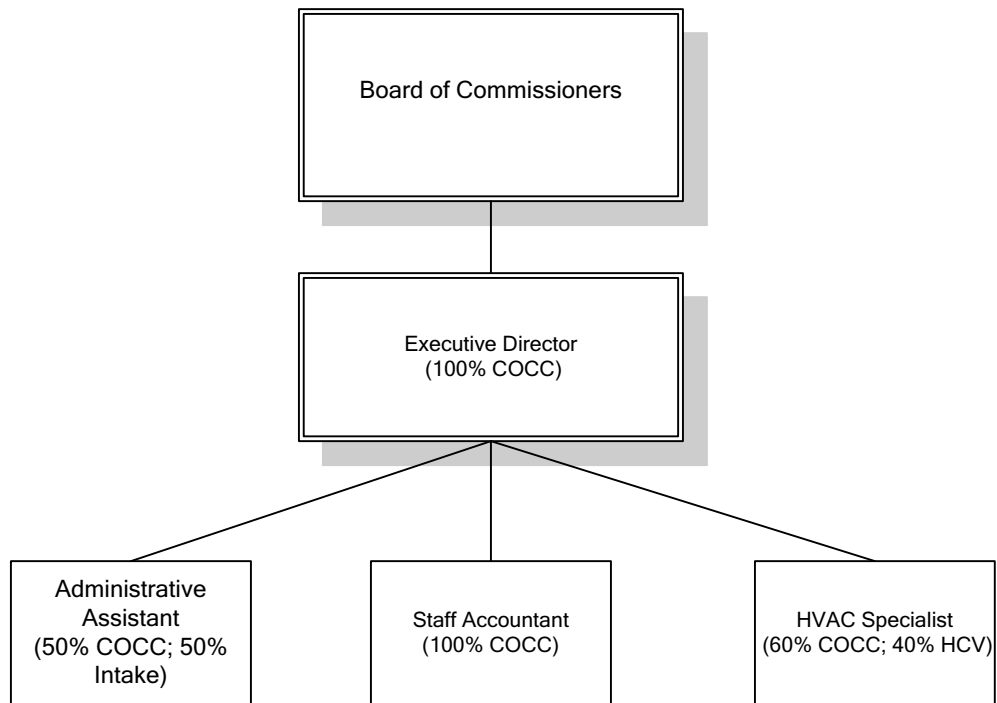 Board of Commissioners
Executive Director
(100% COCC)
Administrative
Assistant
(50% COCC; 50%
Intake)
Staff Accountant
(100% COCC)
HVAC Specialist
(60% COCC; 40% HCV)